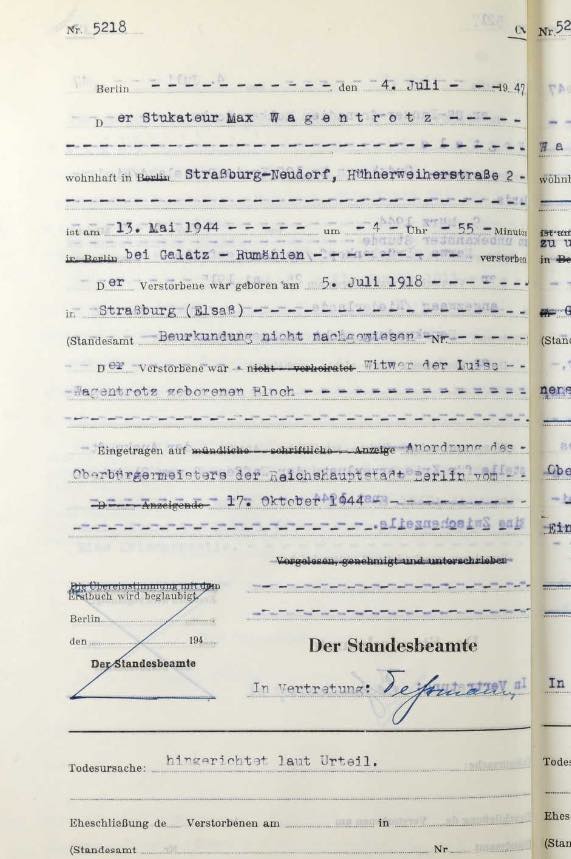 Nr. 5218
Berlin den 4. Juli 1947
Der Stukateur Max Wagentrotz
wohnhaft in Berlin Straßburg-Neudorf, Hühnerweiherstraße 2
ist am 13. Mai 1944 um 4 Uhr 55 Minuten
in Berlin bei Galatz - Rumänien verstorben
Der Verstorbene war geboren am 5. Juli 1918
in Straßburg (Elsaß)
(Standesamt Beurkundung nicht nachgewiesen Nr.
Der Verstorbene war nicht verheiratet Witwer der Luise
Wagentrotz geborenen Bloch
Eingetragen auf mündliche schriftliche Anzeige Anordnung des
Oberbürgermeisters der Reichshauptstadt Berlin vom
D Anzeigende 17. Oktober 1944
Vorgelesen, genehmigt und unterschrieben
Die Übereinstimmung mit dem
Erstbuch wird beglaubigt.
Berlin
den 194
Der Standesbeamte
Der Standesbeamte
In Vertretung:
Todesursache: hingerichtet laut Urteil.
Eheschließung de Verstorbenen am in
(Standesamt Nr